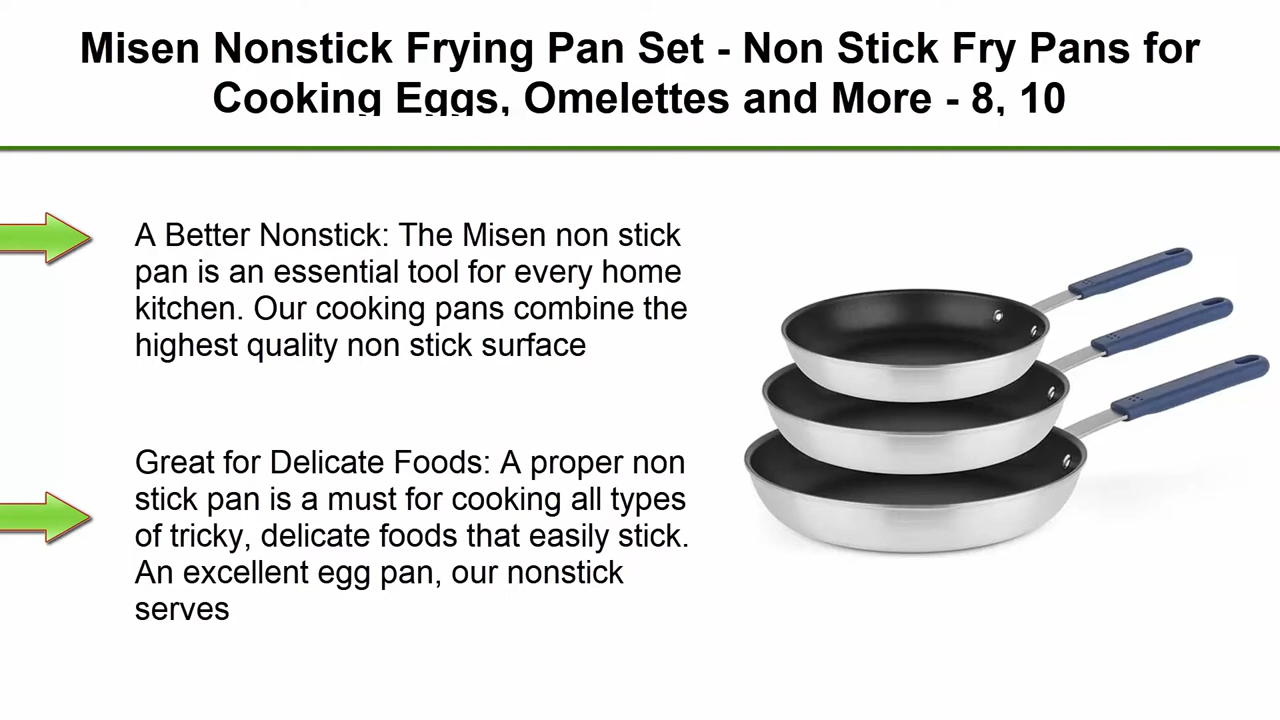 Misen Nonstick Frying Pan Set - Non Stick Fry Pans for
Cooking Eggs, Omelettes and More - 8, 10
A Better Nonstick: The Misen non stick
pan is an essential tool for every home
kitchen. Our cooking pans combine the
highest quality non stick surface
Great for Delicate Foods: A proper non
stick pan is a must for cooking all types
of tricky, delicate foods that easily stick.
An excellent egg pan, our nonstick
serves